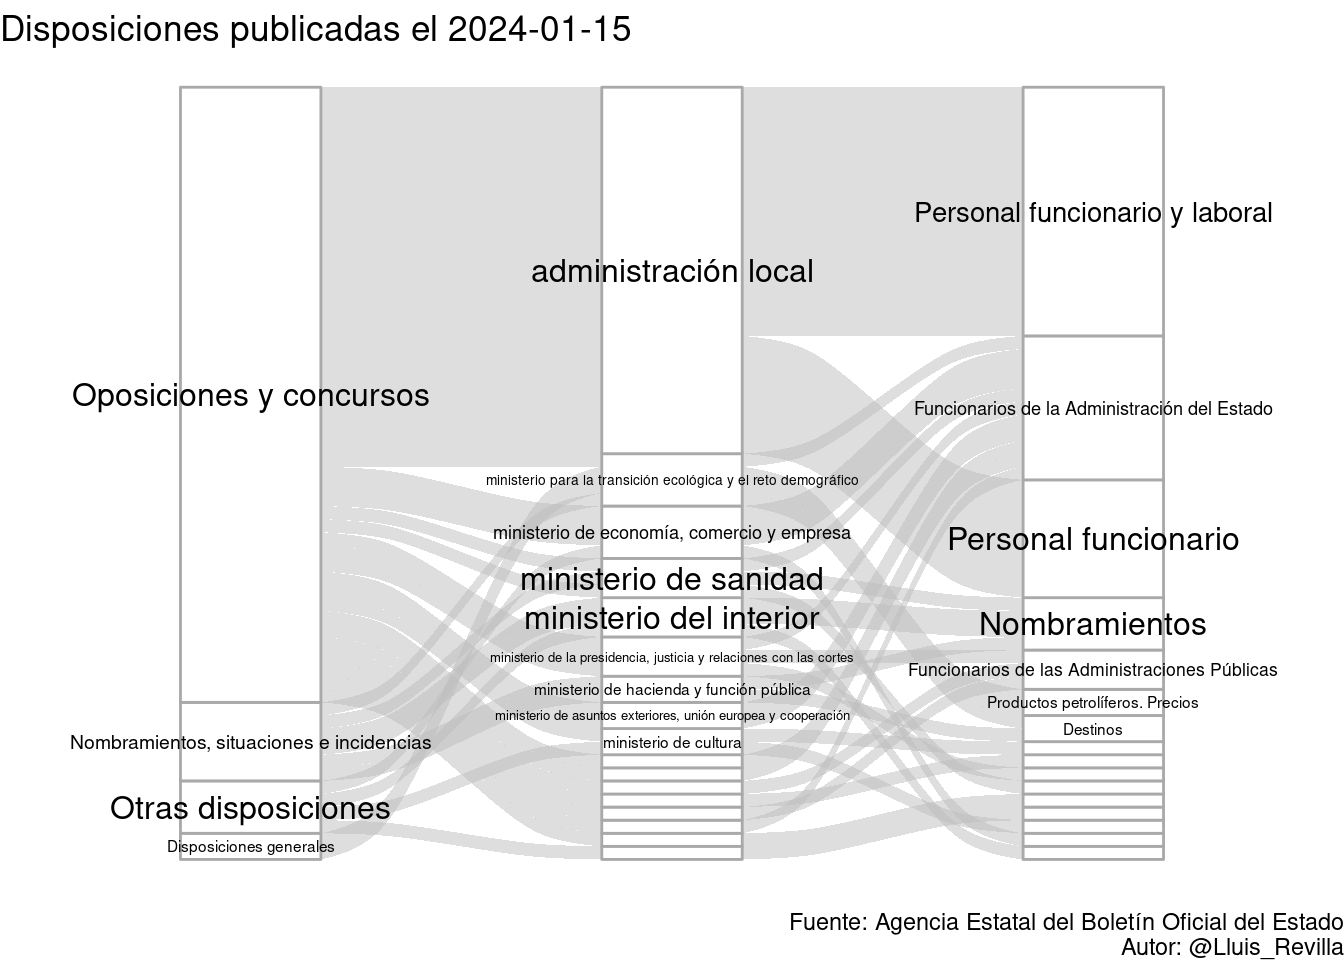 Disposiciones publicadas el 2024-01-15
Oposiciones y concursos
Nombramientos, situaciones e incidencias
Otras disposiciones
Disposiciones generales
administración local
ministerio para la transición ecológica y el reto demográfico
ministerio de economía, comercio y empresa
ministerio de sanidad
ministerio del interior
ministerio de la presidencia, justicia y relaciones con las cortes
ministerio de hacienda y función pública
ministerio de asuntos exteriores, unión europea y cooperación
ministerio de cultura
Personal funcionario y laboral
Funcionarios de la Administración del Estado
Personal funcionario
Nombramientos
Funcionarios de las Administraciones Públicas
Productos petrolíferos. Precios
Destinos
Fuente: Agencia Estatal del Boletín Oficial del Estado
Autor: @Lluis_Revilla